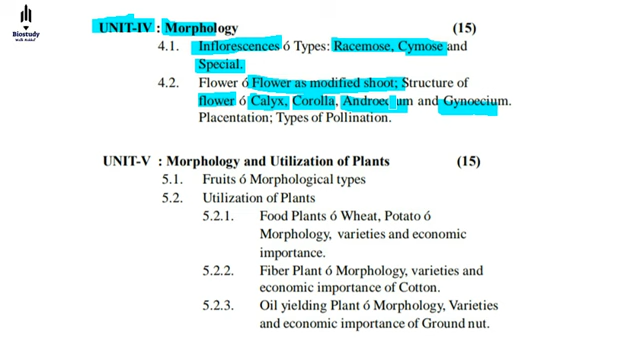 Biostudy
UNIT-IV : Morphology (15)
4.1. Inflorescences ó Types: Racemose, Cymose and
Special.
4.2. Flower ó Flower as modified shoot; Structure of
flower ó Calyx, Corolla, Androecium and Gynoecium.
Placentation; Types of Pollination.
UNIT-V : Morphology and Utilization of Plants (15)
5.1. Fruits ó Morphological types
5.2. Utilization of Plants
5.2.1. Food Plants ó Wheat, Potato ó
Morphology, varieties and economic
importance.
5.2.2. Fiber Plant ó Morphology, varieties and
economic importance of Cotton.
5.2.3. Oil yielding Plant ó Morphology, Varieties
and economic importance of Ground nut.